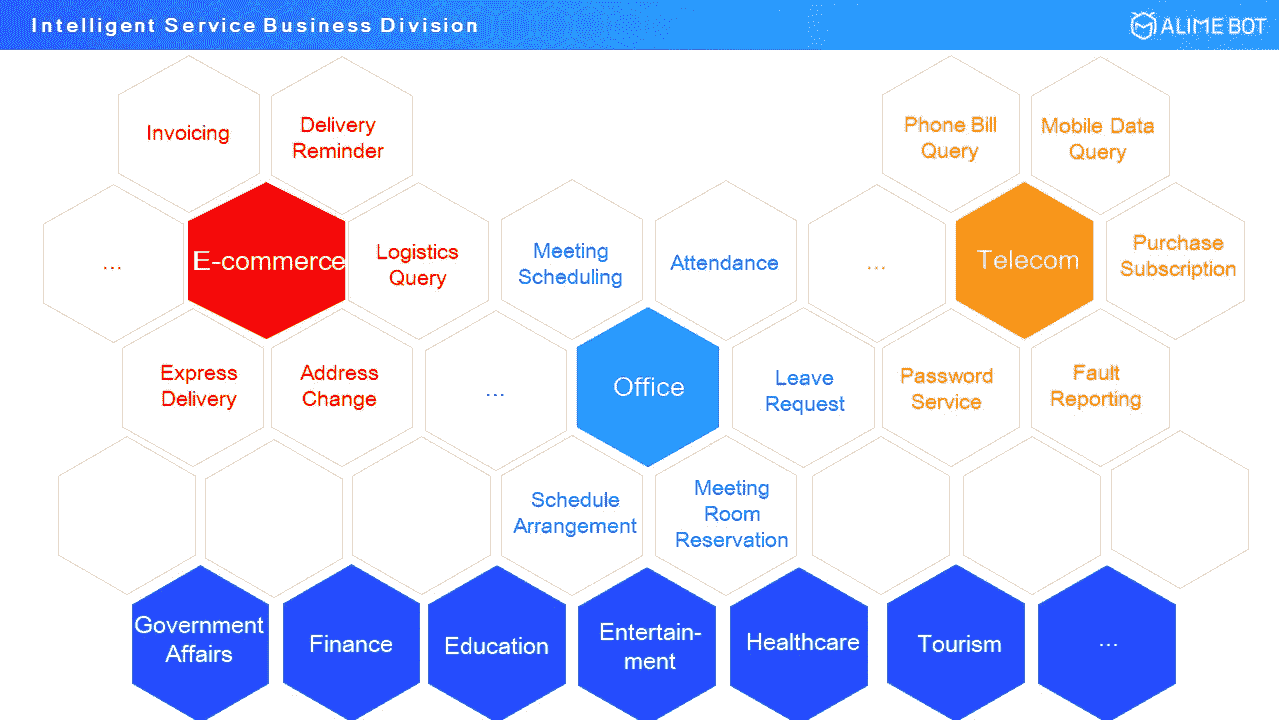 Intelligent Service Business Division
ALIME BOT
Invoicing
Delivery
Reminder
Phone Bill
Query
Mobile Data
Query
...
E-commerce
Logistics
Query
Meeting
Scheduling
Attendance
...
Telecom
Purchase
Subscription
Express
Delivery
Address
Change
...
Office
Leave
Request
Password
Service
Fault
Reporting
Schedule
Arrangement
Meeting
Room
Reservation
Government
Affairs
Finance
Education
Entertain-
ment
Healthcare
Tourism
...